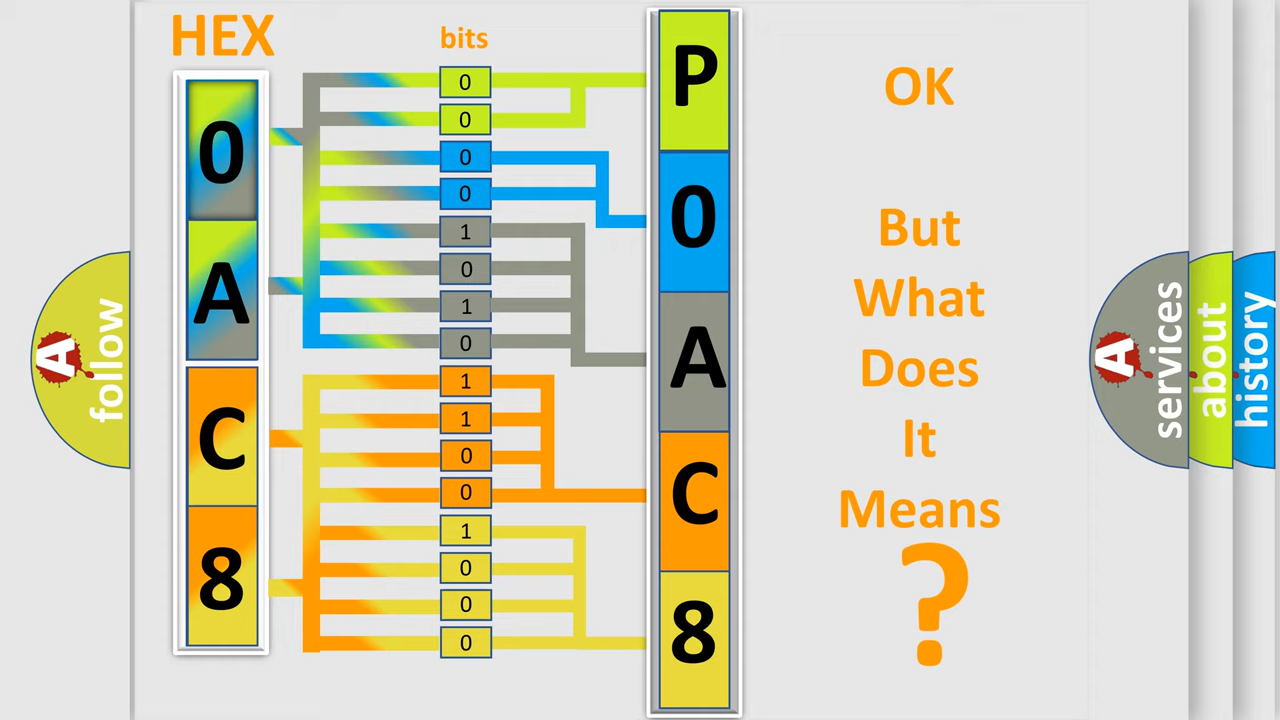 HEX
bits
0
A
C
8
0
0
0
0
1
0
1
0
1
1
0
0
1
0
0
0
P
0
A
C
8
OK
But
What
Does
It
Means
?
A
follow
A
services
about
history